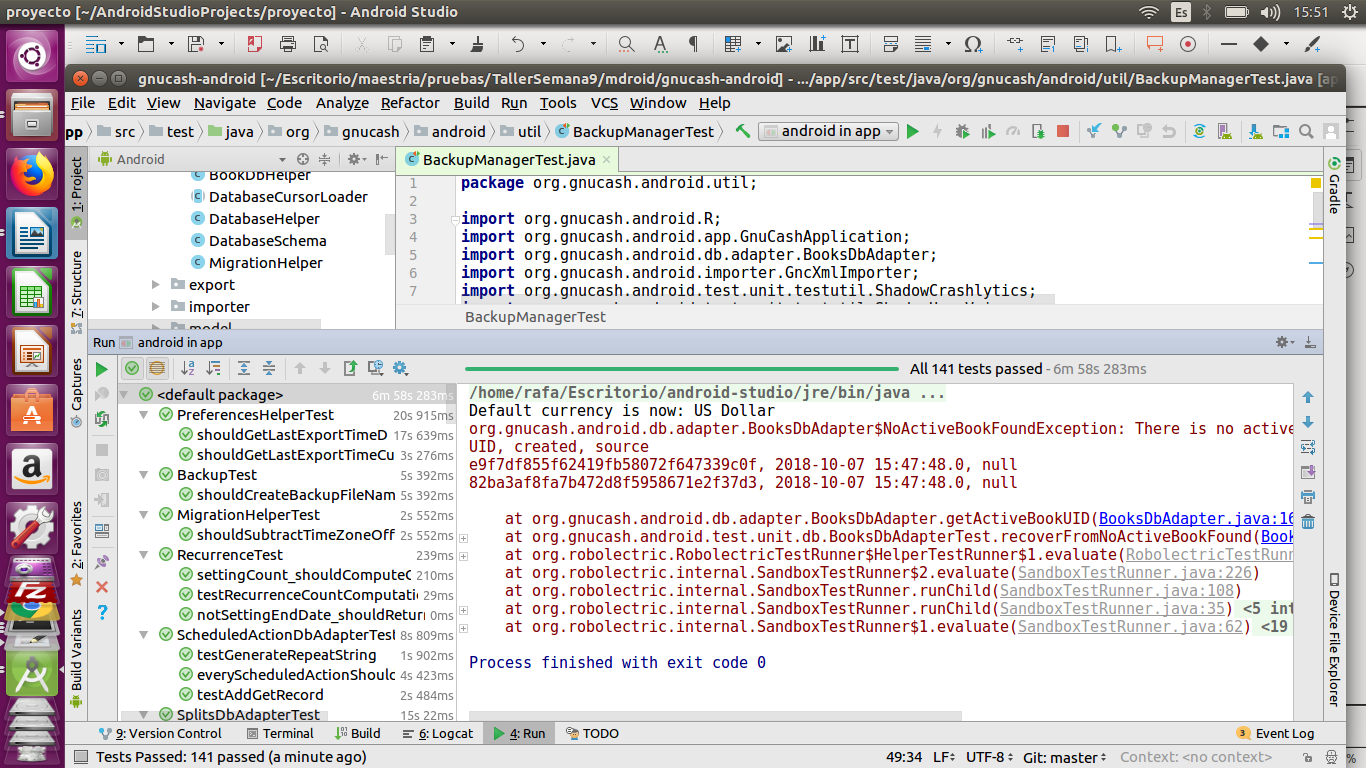 proyecto [~/AndroidStudioProjects/proyecto] - Android Studio
Es
15:51
gnucash-android [~/Escritorio/maestria/pruebas/TallerSemana9/mdroid/gnucash-android] - .../app/src/test/java/org/gnucash/android/util/BackupManagerTest.java [ap
File Edit View Navigate Code Analyze Refactor Build Run Tools VCS Window Help
pp src test java org gnucash android util BackupManagerTest android in app
1: Project
7: Structure
Captures
2: Favorites
Build Variants
Android
BookDbHelper
DatabaseCursorLoader
DatabaseHelper
DatabaseSchema
MigrationHelper
export
importer
model
BackupManagerTest.java
1 package org.gnucash.android.util;
2
3 import org.gnucash.android.R;
4 import org.gnucash.android.app.GnuCashApplication;
5 import org.gnucash.android.db.adapter.BooksDbAdapter;
6 import org.gnucash.android.importer.GncXmlImporter;
7 import org.gnucash.android.test.unit.testutil.ShadowCrashlytics;
BackupManagerTest
Gradle
Device File Explorer
Run android in app
All 141 tests passed - 6m 58s 283ms
<default package> 6m 58s 283ms
PreferencesHelperTest 20s 915ms
shouldGetLastExportTimeD 17s 639ms
shouldGetLastExportTimeCu 3s 276ms
BackupTest 5s 392ms
shouldCreateBackupFileNam 5s 392ms
MigrationHelperTest 2s 552ms
shouldSubtractTimeZoneOff 2s 552ms
RecurrenceTest 239ms
settingCount_shouldComputeC 210ms
testRecurrenceCountComputati 29ms
notSettingEndDate_shouldReturn 0ms
ScheduledActionDbAdapterTest 8s 809ms
testGenerateRepeatString 1s 902ms
everyScheduledActionShoulc 4s 423ms
testAddGetRecord 2s 484ms
SplitsDbAdapterTest 15s 22ms
/home/rafa/Escritorio/android-studio/jre/bin/java ...
Default currency is now: US Dollar
org.gnucash.android.db.adapter.BooksDbAdapter$NoActiveBookFoundException: There is no active
UID, created, source
e9f7df855f62419fb58072f647339c0f, 2018-10-07 15:47:48.0, null
82ba3af8fa7b472d8f5958671e2f37d3, 2018-10-07 15:47:48.0, null
at org.gnucash.android.db.adapter.BooksDbAdapter.getActiveBookUID(BooksDbAdapter.java:16
at org.gnucash.android.test.unit.db.BooksDbAdapterTest.recoverFromNoActiveBookFound(Book
at org.robolectric.RobolectricTestRunner$HelperTestRunner$1.evaluate(RobolectricTestRunn
at org.robolectric.internal.SandboxTestRunner$2.evaluate(SandboxTestRunner.java:226)
at org.robolectric.internal.SandboxTestRunner.runChild(SandboxTestRunner.java:108)
at org.robolectric.internal.SandboxTestRunner.runChild(SandboxTestRunner.java:35) <5 int
at org.robolectric.internal.SandboxTestRunner$1.evaluate(SandboxTestRunner.java:62) <19
Process finished with exit code 0
9: Version Control Terminal Build 6: Logcat 4: Run TODO 3 Event Log
Tests Passed: 141 passed (a minute ago) 49:34 LF UTF-8 Git: master Context: <no context>
%